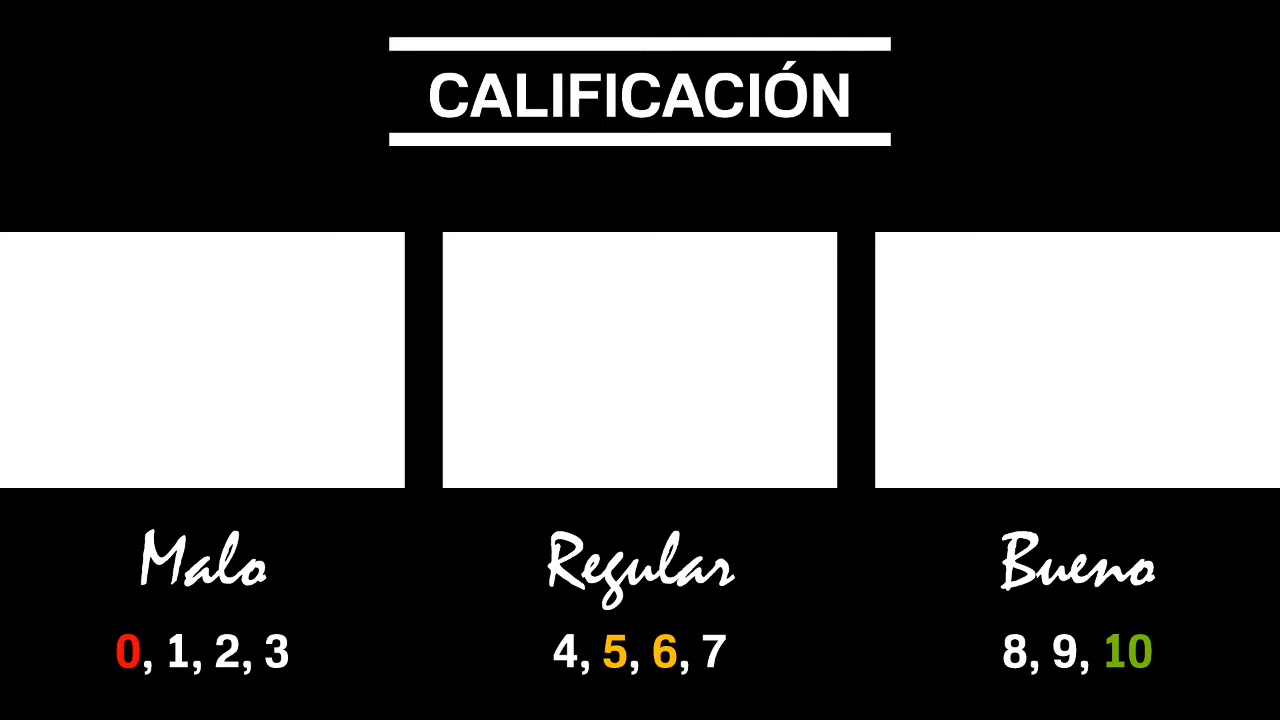 CALIFICACIÓN
Malo
0, 1, 2, 3
Regular
4, 5, 6, 7
Bueno
8, 9, 10